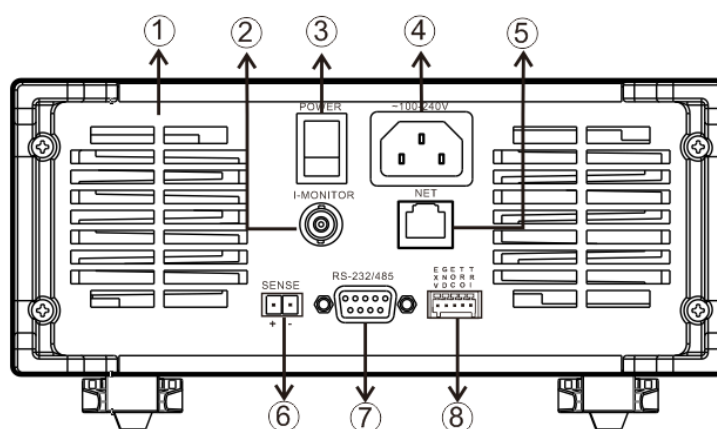 ① ② ③ ④ ⑤
POWER ~100-240V
I-MONITOR NET
SENSE RS-232/485
E G E T T
X N O R R
V D C O I
+ -
⑥ ⑦ ⑧